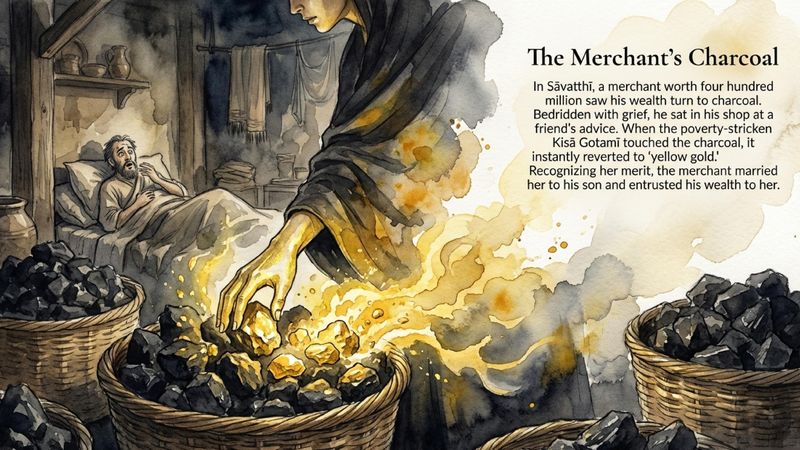 The Merchant's Charcoal
In Sāvatthī, a merchant worth four hundred
million saw his wealth turn to charcoal.
Bedridden with grief, he sat in his shop at a
friend's advice. When the poverty-stricken
Kisā Gotamī touched the charcoal, it
instantly reverted to 'yellow gold.'
Recognizing her merit, the merchant married
her to his son and entrusted his wealth to her.